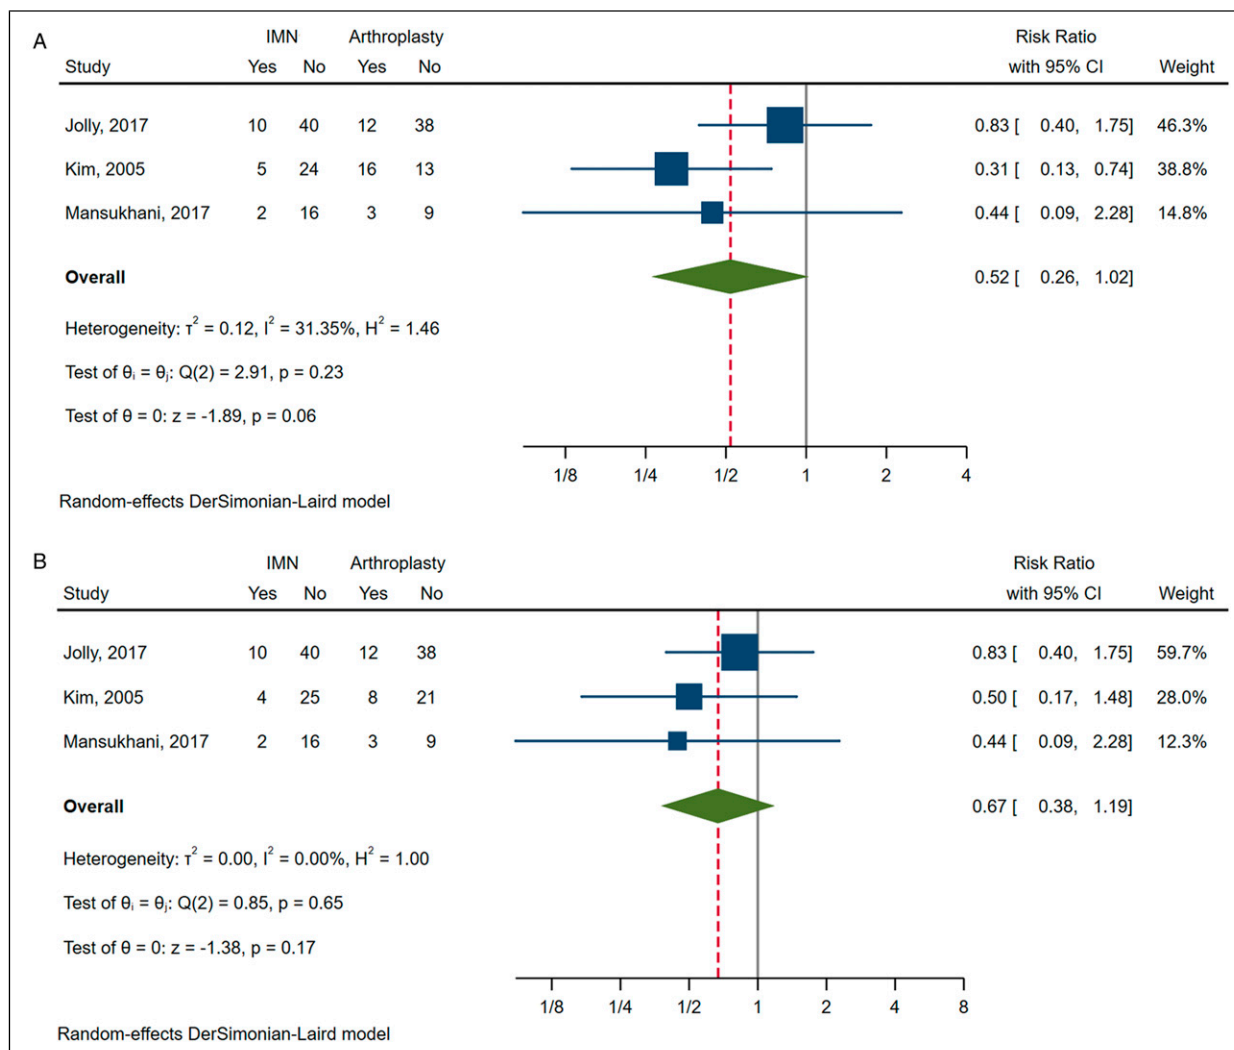 A
IMN Arthroplasty Risk Ratio
Study Yes No Yes No with 95% CI Weight
Jolly, 2017 10 40 12 38 0.83 [ 0.40, 1.75] 46.3%
Kim, 2005 5 24 16 13 0.31 [ 0.13, 0.74] 38.8%
Mansukhani, 2017 2 16 3 9 0.44 [ 0.09, 2.28] 14.8%
Overall 0.52 [ 0.26, 1.02]
Heterogeneity: τ² = 0.12, I² = 31.35%, H² = 1.46
Test of θᵢ = θⱼ: Q(2) = 2.91, p = 0.23
Test of θ = 0: z = -1.89, p = 0.06
1/8 1/4 1/2 1 2 4
Random-effects DerSimonian-Laird model
B
IMN Arthroplasty Risk Ratio
Study Yes No Yes No with 95% CI Weight
Jolly, 2017 10 40 12 38 0.83 [ 0.40, 1.75] 59.7%
Kim, 2005 4 25 8 21 0.50 [ 0.17, 1.48] 28.0%
Mansukhani, 2017 2 16 3 9 0.44 [ 0.09, 2.28] 12.3%
Overall 0.67 [ 0.38, 1.19]
Heterogeneity: τ² = 0.00, I² = 0.00%, H² = 1.00
Test of θᵢ = θⱼ: Q(2) = 0.85, p = 0.65
Test of θ = 0: z = -1.38, p = 0.17
1/8 1/4 1/2 1 2 4 8
Random-effects DerSimonian-Laird model